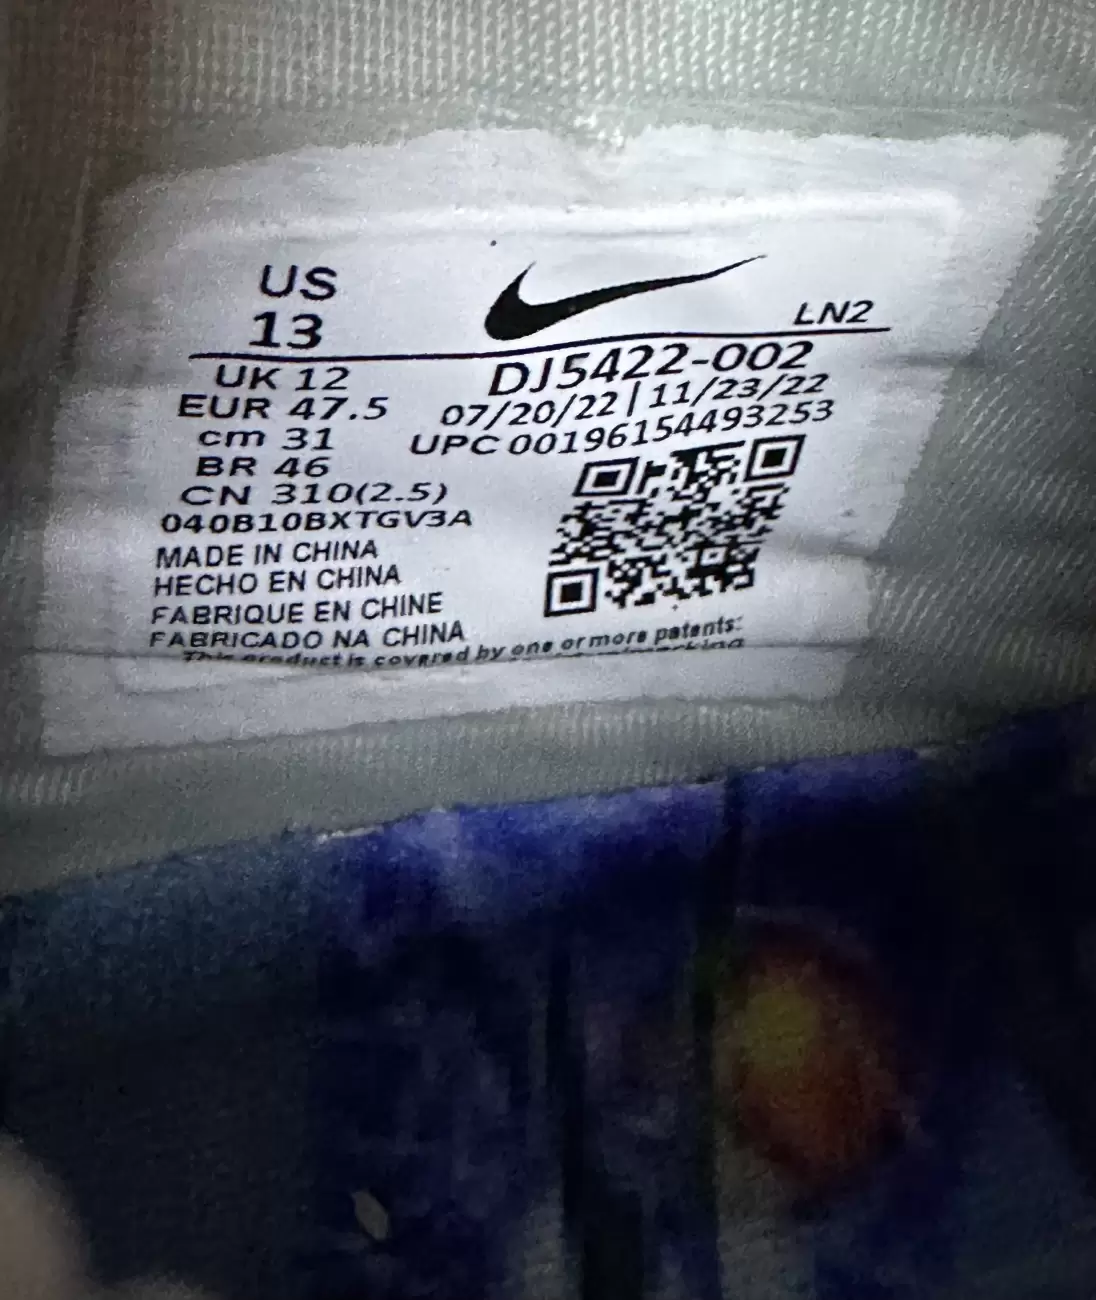 US
13
LN2
UK 12
DJ5422-002
EUR 47.5
07/20/22 | 11/23/22
cm 31
UPC 00196154493253
BR 46
CN 310(2.5)
040B10BXTGV3A
MADE IN CHINA
HECHO EN CHINA
FABRIQUE EN CHINE
FABRICADO NA CHINA
This product is covered by one or more patents: